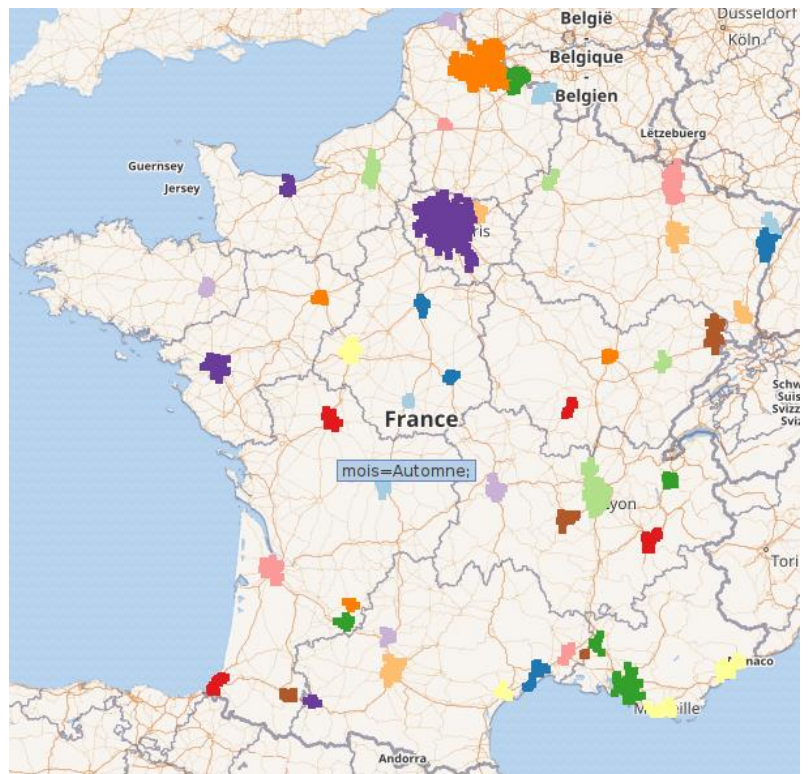 België
-
Belgique
-
Belgien
Düsseldorf
Köln
Lëtzebuerg
Guernsey
Jersey
ris
Schw
Suis
Svizz
Sviz
France
mois=Automne;
yon
Tori
naco
M
eille
Andorra